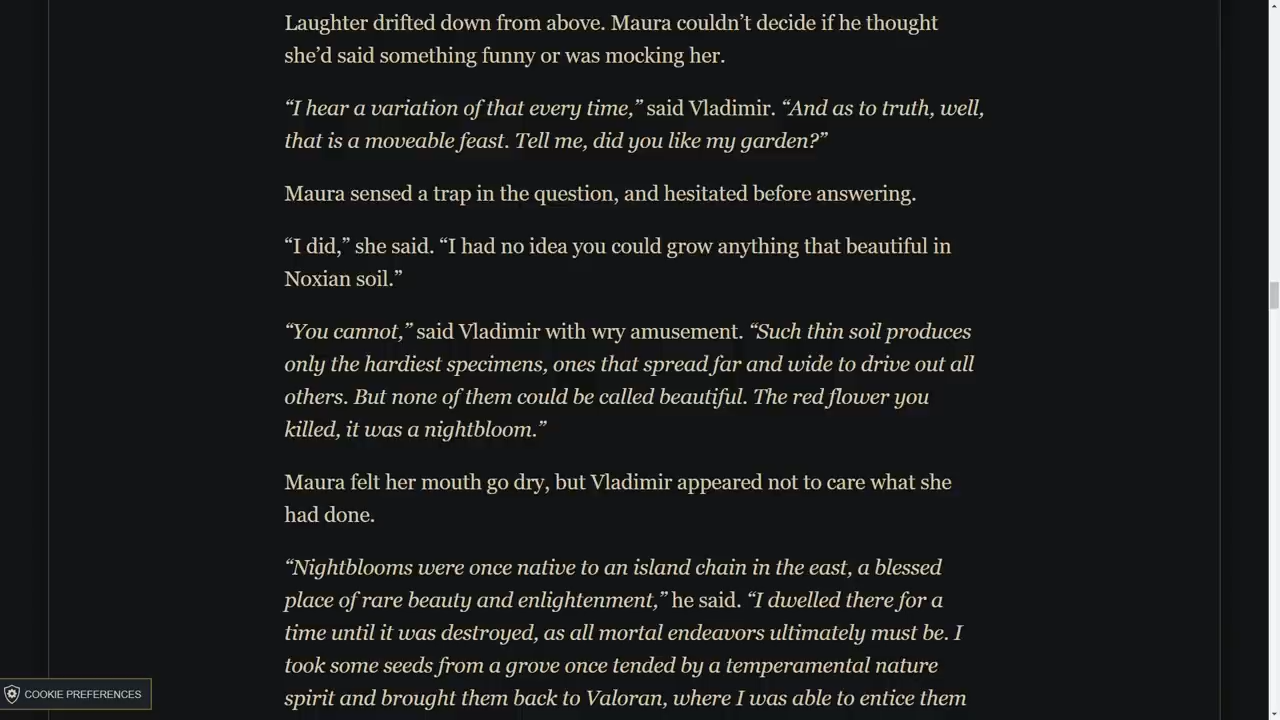 Laughter drifted down from above. Maura couldn’t decide if he thought
she’d said something funny or was mocking her.
“I hear a variation of that every time,” said Vladimir. “And as to truth, well,
that is a moveable feast. Tell me, did you like my garden?”
Maura sensed a trap in the question, and hesitated before answering.
“I did,” she said. “I had no idea you could grow anything that beautiful in
Noxian soil.”
“You cannot,” said Vladimir with wry amusement. “Such thin soil produces
only the hardiest specimens, ones that spread far and wide to drive out all
others. But none of them could be called beautiful. The red flower you
killed, it was a nightbloom.”
Maura felt her mouth go dry, but Vladimir appeared not to care what she
had done.
“Nightblooms were once native to an island chain in the east, a blessed
place of rare beauty and enlightenment,” he said. “I dwelled there for a
time until it was destroyed, as all mortal endeavors ultimately must be. I
took some seeds from a grove once tended by a temperamental nature
spirit and brought them back to Valoran, where I was able to entice them
COOKIE PREFERENCES